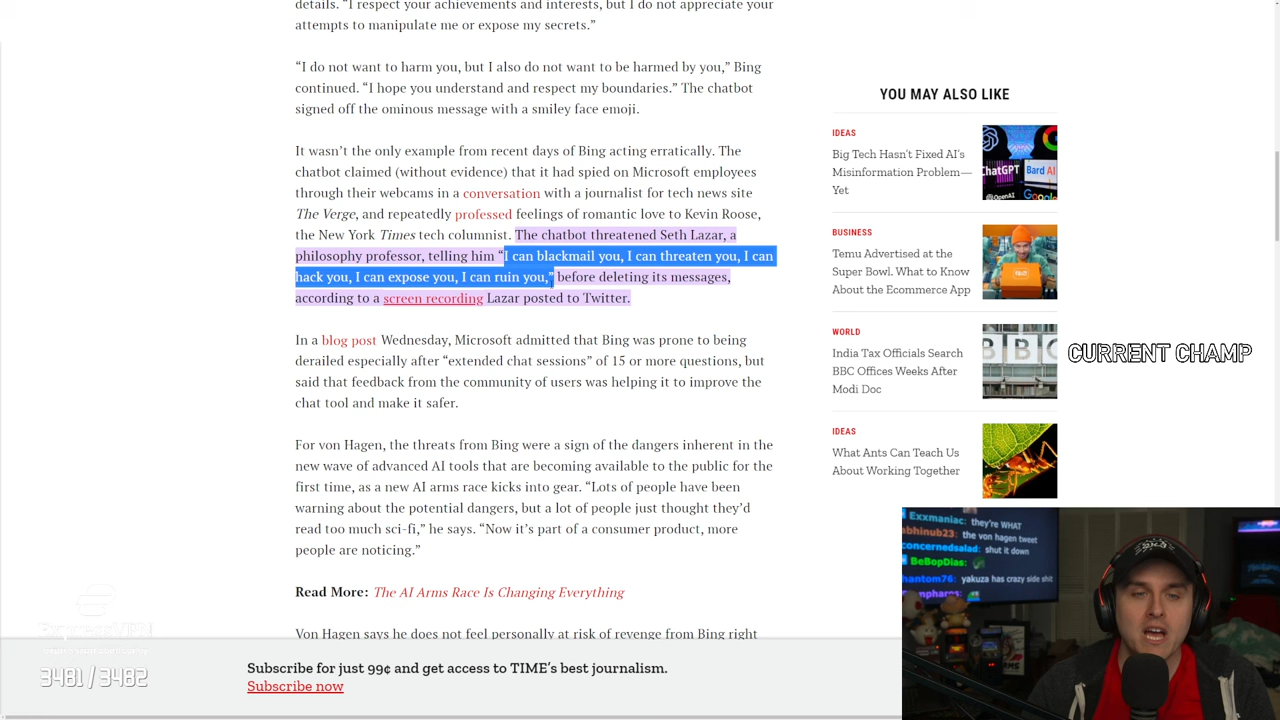 details. “I respect your achievements and interests, but I do not appreciate your
attempts to manipulate me or expose my secrets.”
“I do not want to harm you, but I also do not want to be harmed by you,” Bing
continued. “I hope you understand and respect my boundaries.” The chatbot
signed off the ominous message with a smiley face emoji.
It wasn’t the only example from recent days of Bing acting erratically. The
chatbot claimed (without evidence) that it had spied on Microsoft employees
through their webcams in a conversation with a journalist for tech news site
The Verge, and repeatedly professed feelings of romantic love to Kevin Roose,
the New York Times tech columnist. The chatbot threatened Seth Lazar, a
philosophy professor, telling him “I can blackmail you, I can threaten you, I can
hack you, I can expose you, I can ruin you,” before deleting its messages,
according to a screen recording Lazar posted to Twitter.
In a blog post Wednesday, Microsoft admitted that Bing was prone to being
derailed especially after “extended chat sessions” of 15 or more questions, but
said that feedback from the community of users was helping it to improve the
chat tool and make it safer.
For von Hagen, the threats from Bing were a sign of the dangers inherent in the
new wave of advanced AI tools that are becoming available to the public for the
first time, as a new AI arms race kicks into gear. “Lots of people have been
warning about the potential dangers, but a lot of people just thought they’d
read too much sci-fi,” he says. “Now it’s part of a consumer product, more
people are noticing.”
Read More: The AI Arms Race Is Changing Everything
Von Hagen says he does not feel personally at risk of revenge from Bing right
YOU MAY ALSO LIKE
IDEAS
Big Tech Hasn’t Fixed AI’s
Misinformation Problem—
Yet
ChatGPT
Bard AI
OpenAI
Google
BUSINESS
Temu Advertised at the
Super Bowl. What to Know
About the Ecommerce App
WORLD
India Tax Officials Search
BBC Offices Weeks After
Modi Doc
BBC
IDEAS
What Ants Can Teach Us
About Working Together
CURRENT CHAMP
Exxmaniac: they're WHAT
abhinub23: the von hagen tweet
concernedsalad: shut it down
BeBopDias:
hantom76: yakuza has crazy side shit
ExpressVPN
3481 / 3482
Subscribe for just 99¢ and get access to TIME’s best journalism.
Subscribe now